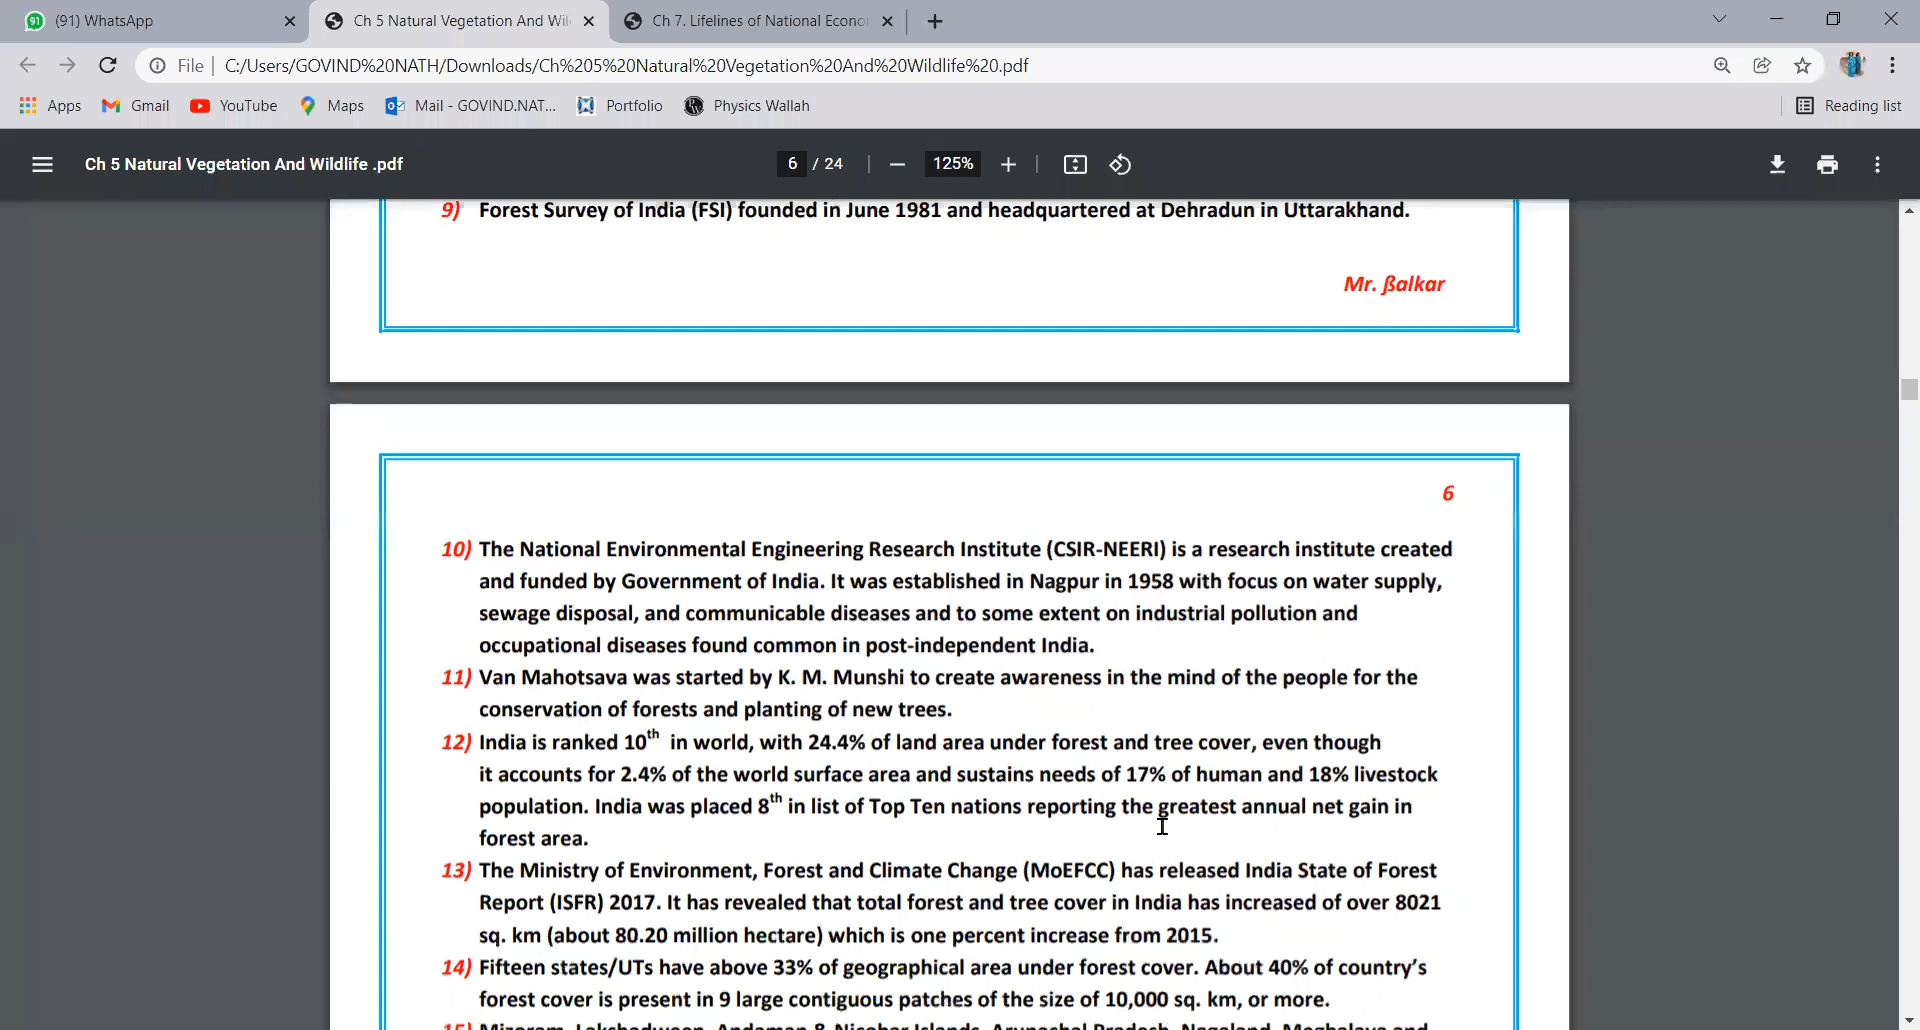 (91) WhatsApp
Ch 5 Natural Vegetation And Wil
Ch 7. Lifelines of National Econo
File
C:/Users/GOVIND%20NATH/Downloads/Ch%205%20Natural%20Vegetation%20And%20Wildlife%20.pdf
Apps
Gmail
YouTube
Maps
Mail - GOVIND.NAT...
Portfolio
Physics Wallah
Reading list
Ch 5 Natural Vegetation And Wildlife .pdf
6 / 24
125%
9) Forest Survey of India (FSI) founded in June 1981 and headquartered at Dehradun in Uttarakhand.
Mr. ßalkar
6
10) The National Environmental Engineering Research Institute (CSIR-NEERI) is a research institute created
and funded by Government of India. It was established in Nagpur in 1958 with focus on water supply,
sewage disposal, and communicable diseases and to some extent on industrial pollution and
occupational diseases found common in post-independent India.
11) Van Mahotsava was started by K. M. Munshi to create awareness in the mind of the people for the
conservation of forests and planting of new trees.
12) India is ranked 10th in world, with 24.4% of land area under forest and tree cover, even though
it accounts for 2.4% of the world surface area and sustains needs of 17% of human and 18% livestock
population. India was placed 8th in list of Top Ten nations reporting the greatest annual net gain in
forest area.
13) The Ministry of Environment, Forest and Climate Change (MoEFCC) has released India State of Forest
Report (ISFR) 2017. It has revealed that total forest and tree cover in India has increased of over 8021
sq. km (about 80.20 million hectare) which is one percent increase from 2015.
14) Fifteen states/UTs have above 33% of geographical area under forest cover. About 40% of country's
forest cover is present in 9 large contiguous patches of the size of 10,000 sq. km, or more.
15) Mizoram, Lakshadweep, Andaman & Nicobar Islands, Arunachal Pradesh, Nagaland, Meghalaya and